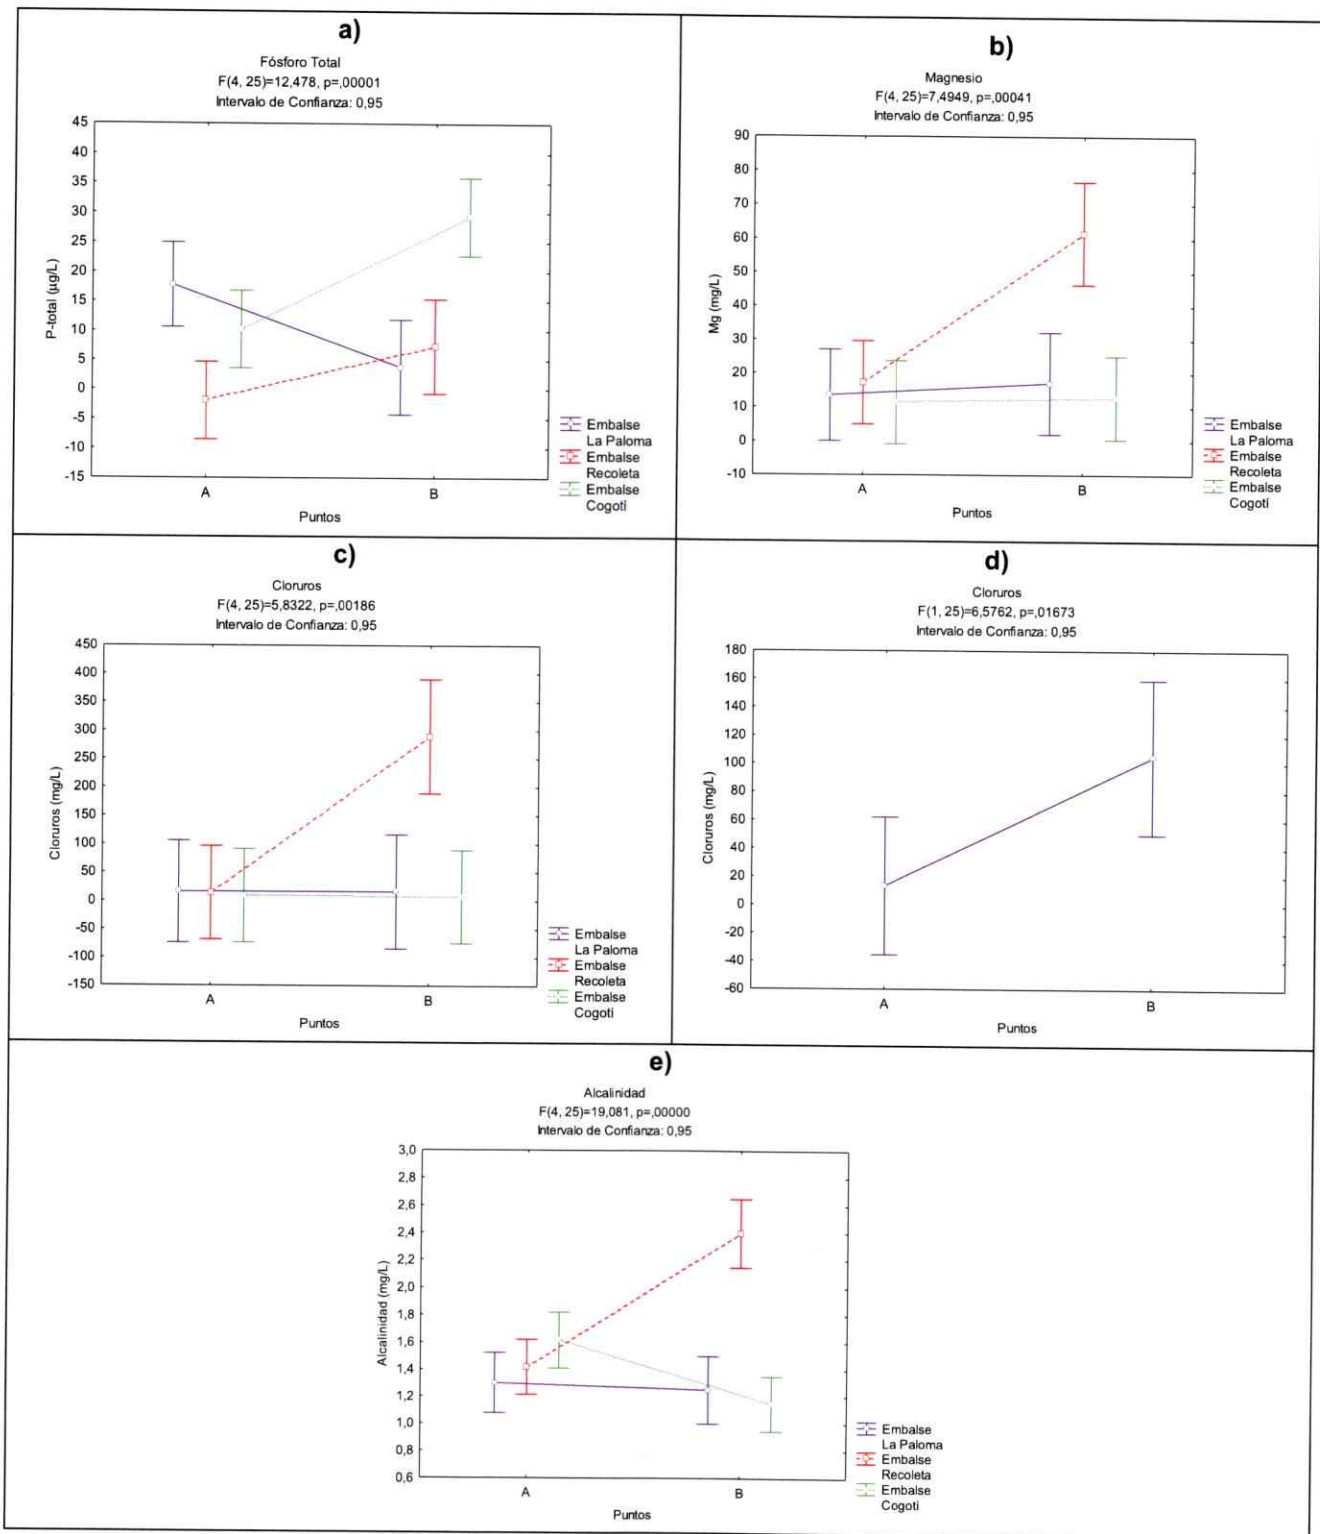 a)
Fósforo Total
F(4, 25)=12,478, p=,00001
Intervalo de Confianza: 0,95
45
40
35
30
25
20
15
10
5
0
-5
-10
-15
P-total (µg/L)
A
B
Puntos
Embalse
La Paloma
Embalse
Recoleta
Embalse
Cogotí
b)
Magnesio
F(4, 25)=7,4949, p=,00041
Intervalo de Confianza: 0,95
90
80
70
60
50
40
30
20
10
0
-10
Mg (mg/L)
A
B
Puntos
Embalse
La Paloma
Embalse
Recoleta
Embalse
Cogotí
c)
Cloruros
F(4, 25)=5,8322, p=,00186
Intervalo de Confianza: 0,95
450
400
350
300
250
200
150
100
50
0
-50
-100
-150
Cloruros (mg/L)
A
B
Puntos
Embalse
La Paloma
Embalse
Recoleta
Embalse
Cogotí
d)
Cloruros
F(1, 25)=6,5762, p=,01673
Intervalo de Confianza: 0,95
180
160
140
120
100
80
60
40
20
0
-20
-40
-60
Cloruros (mg/L)
A
B
Puntos
e)
Alcalinidad
F(4, 25)=19,081, p=,00000
Intervalo de Confianza: 0,95
3,0
2,8
2,6
2,4
2,2
2,0
1,8
1,6
1,4
1,2
1,0
0,8
0,6
Alcalinidad (mg/L)
A
B
Puntos
Embalse
La Paloma
Embalse
Recoleta
Embalse
Cogotí